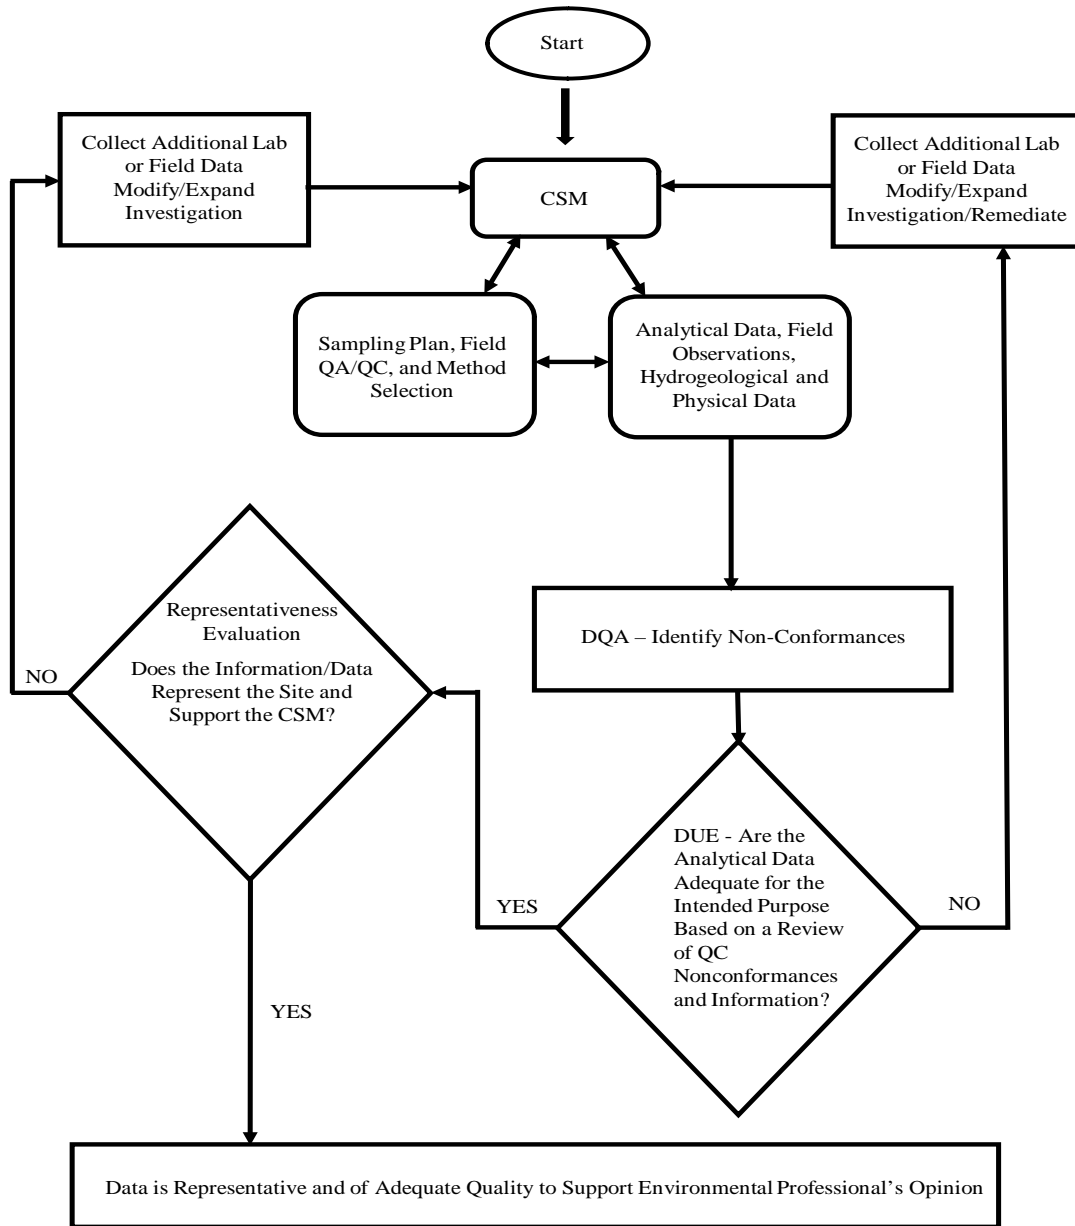 Start
Collect Additional Lab
or Field Data
Modify/Expand
Investigation
CSM
Collect Additional Lab
or Field Data
Modify/Expand
Investigation/Remediate
Sampling Plan, Field
QA/QC, and Method
Selection
Analytical Data, Field
Observations,
Hydrogeological and
Physical Data
DQA – Identify Non-Conformances
Representativeness
Evaluation
Does the Information/Data
Represent the Site and
Support the CSM?
NO
DUE - Are the
Analytical Data
Adequate for the
Intended Purpose
Based on a Review
of QC
Nonconformances
and Information?
YES
NO
YES
Data is Representative and of Adequate Quality to Support Environmental Professional’s Opinion